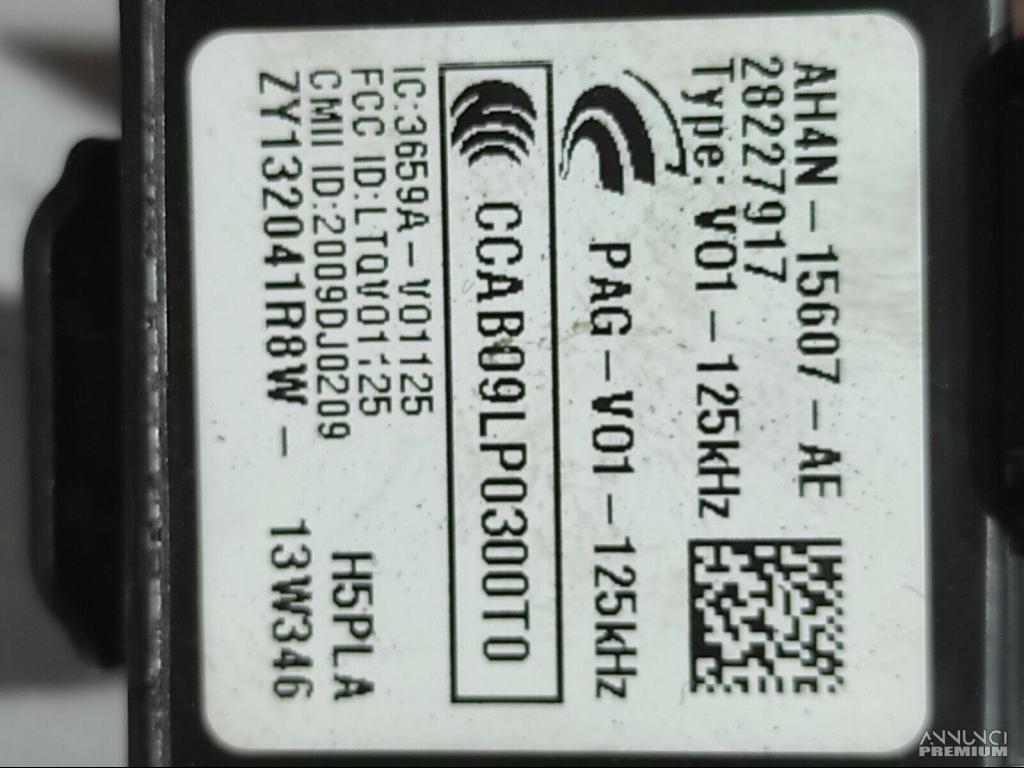 AH4N-15607-AE
28227917
Type: V01-125kHz
PAG-V01-125kHz
CCAB09LP0300T0
IC:3659A-V01125
FCC ID:LTQV01125
CMII ID:2009DJ0209
H5PLA
ZY132041R8W - 13W346
ANNUNCI
PREMIUM